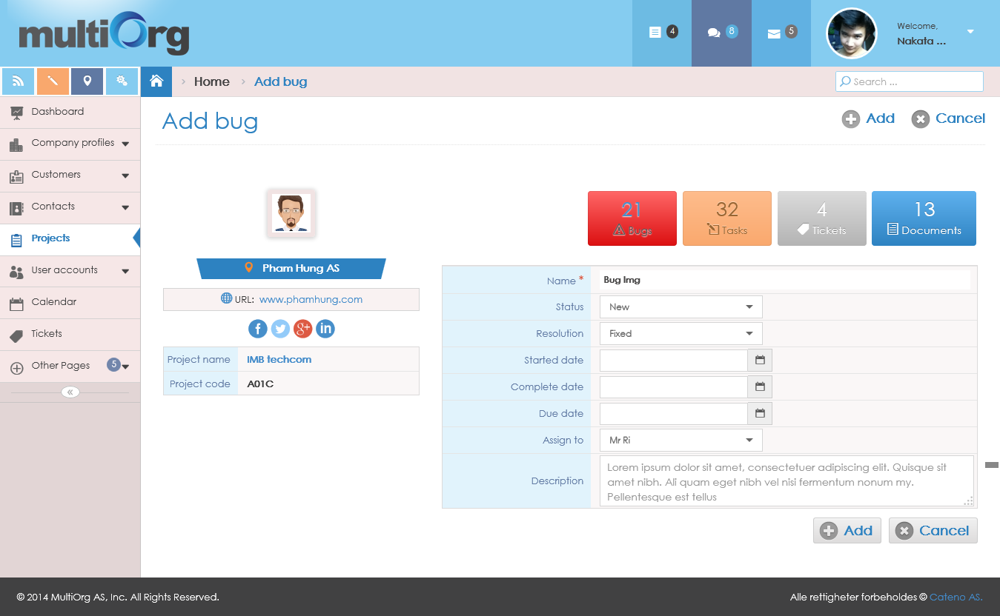 multiOrg
4
8
5
Welcome,
Nakata ...
Home
Add bug
Search ...
Dashboard
Company profiles
Customers
Contacts
Projects
User accounts
Calendar
Tickets
Other Pages
5
«
Add bug
Add
Cancel
Pham Hung AS
URL: www.phamhung.com
f
g+
in
Project name IMB techcom
Project code A01C
21
Bugs
32
Tasks
4
Tickets
13
Documents
Name * Bug Img
Status New
Resolution Fixed
Started date
Complete date
Due date
Assign to Mr Ri
Description
Lorem ipsum dolor sit amet, consectetuer adipiscing elit. Quisque sit
amet nibh. Ali quam eget nibh vel nisi fermentum nonum my.
Pellentesque est tellus
Add
Cancel
© 2014 MultiOrg AS, Inc. All Rights Reserved.
Alle rettigheter forbeholdes © Cateno AS.